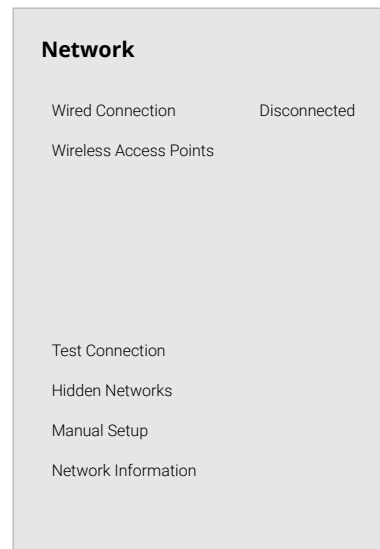 Network
Wired Connection Disconnected
Wireless Access Points
Test Connection
Hidden Networks
Manual Setup
Network Information